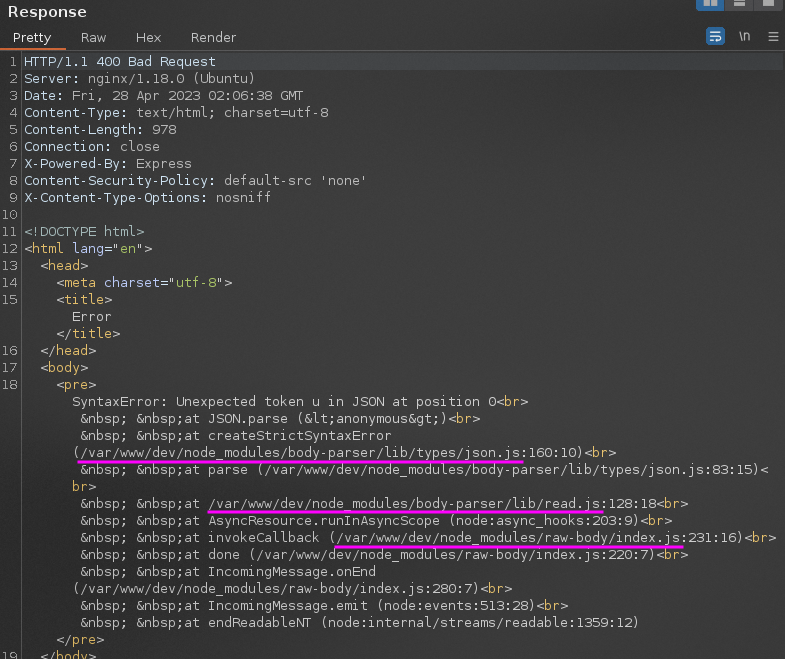 Response
Pretty Raw Hex Render \n
1 HTTP/1.1 400 Bad Request
2 Server: nginx/1.18.0 (Ubuntu)
3 Date: Fri, 28 Apr 2023 02:06:38 GMT
4 Content-Type: text/html; charset=utf-8
5 Content-Length: 978
6 Connection: close
7 X-Powered-By: Express
8 Content-Security-Policy: default-src 'none'
9 X-Content-Type-Options: nosniff
10
11 <!DOCTYPE html>
12 <html lang="en">
13 <head>
14 <meta charset="utf-8">
15 <title>
Error
</title>
16 </head>
17 <body>
18 <pre>
SyntaxError: Unexpected token u in JSON at position 0<br>
&nbsp; &nbsp;at JSON.parse (&lt;anonymous&gt;)<br>
&nbsp; &nbsp;at createStrictSyntaxError
(/var/www/dev/node_modules/body-parser/lib/types/json.js:160:10)<br>
&nbsp; &nbsp;at parse (/var/www/dev/node_modules/body-parser/lib/types/json.js:83:15)<
br>
&nbsp; &nbsp;at /var/www/dev/node_modules/body-parser/lib/read.js:128:18<br>
&nbsp; &nbsp;at AsyncResource.runInAsyncScope (node:async_hooks:203:9)<br>
&nbsp; &nbsp;at invokeCallback (/var/www/dev/node_modules/raw-body/index.js:231:16)<br>
&nbsp; &nbsp;at done (/var/www/dev/node_modules/raw-body/index.js:220:7)<br>
&nbsp; &nbsp;at IncomingMessage.onEnd
(/var/www/dev/node_modules/raw-body/index.js:280:7)<br>
&nbsp; &nbsp;at IncomingMessage.emit (node:events:513:28)<br>
&nbsp; &nbsp;at endReadableNT (node:internal/streams/readable:1359:12)
</pre>
19 </body>